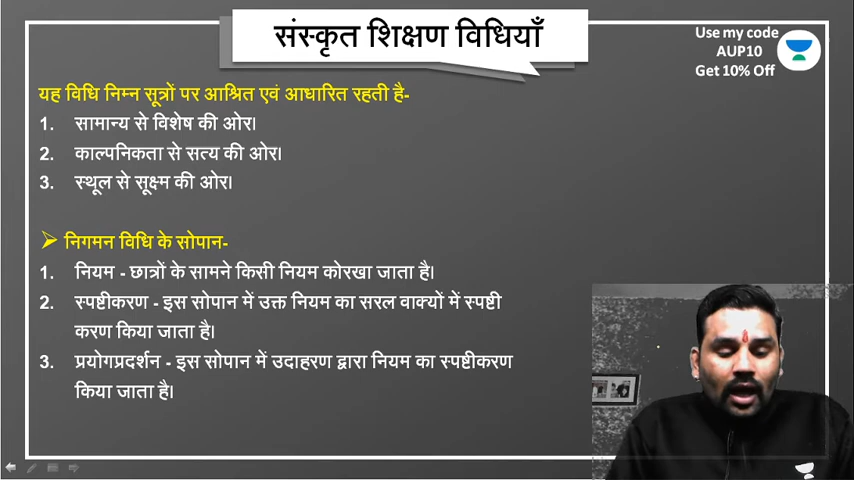 संस्कृत शिक्षण विधियाँ
Use my code
AUP10
Get 10% Off
यह विधि निम्न सूत्रों पर आश्रित एवं आधारित रहती है-
1. सामान्य से विशेष की ओर।
2. काल्पनिकता से सत्य की ओर।
3. स्थूल से सूक्ष्म की ओर।
➢ निगमन विधि के सोपान-
1. नियम - छात्रों के सामने किसी नियम कोरखा जाता है।
2. स्पष्टीकरण - इस सोपान में उक्त नियम का सरल वाक्यों में स्पष्टी
करण किया जाता है।
3. प्रयोगप्रदर्शन - इस सोपान में उदाहरण द्वारा नियम का स्पष्टीकरण
किया जाता है।